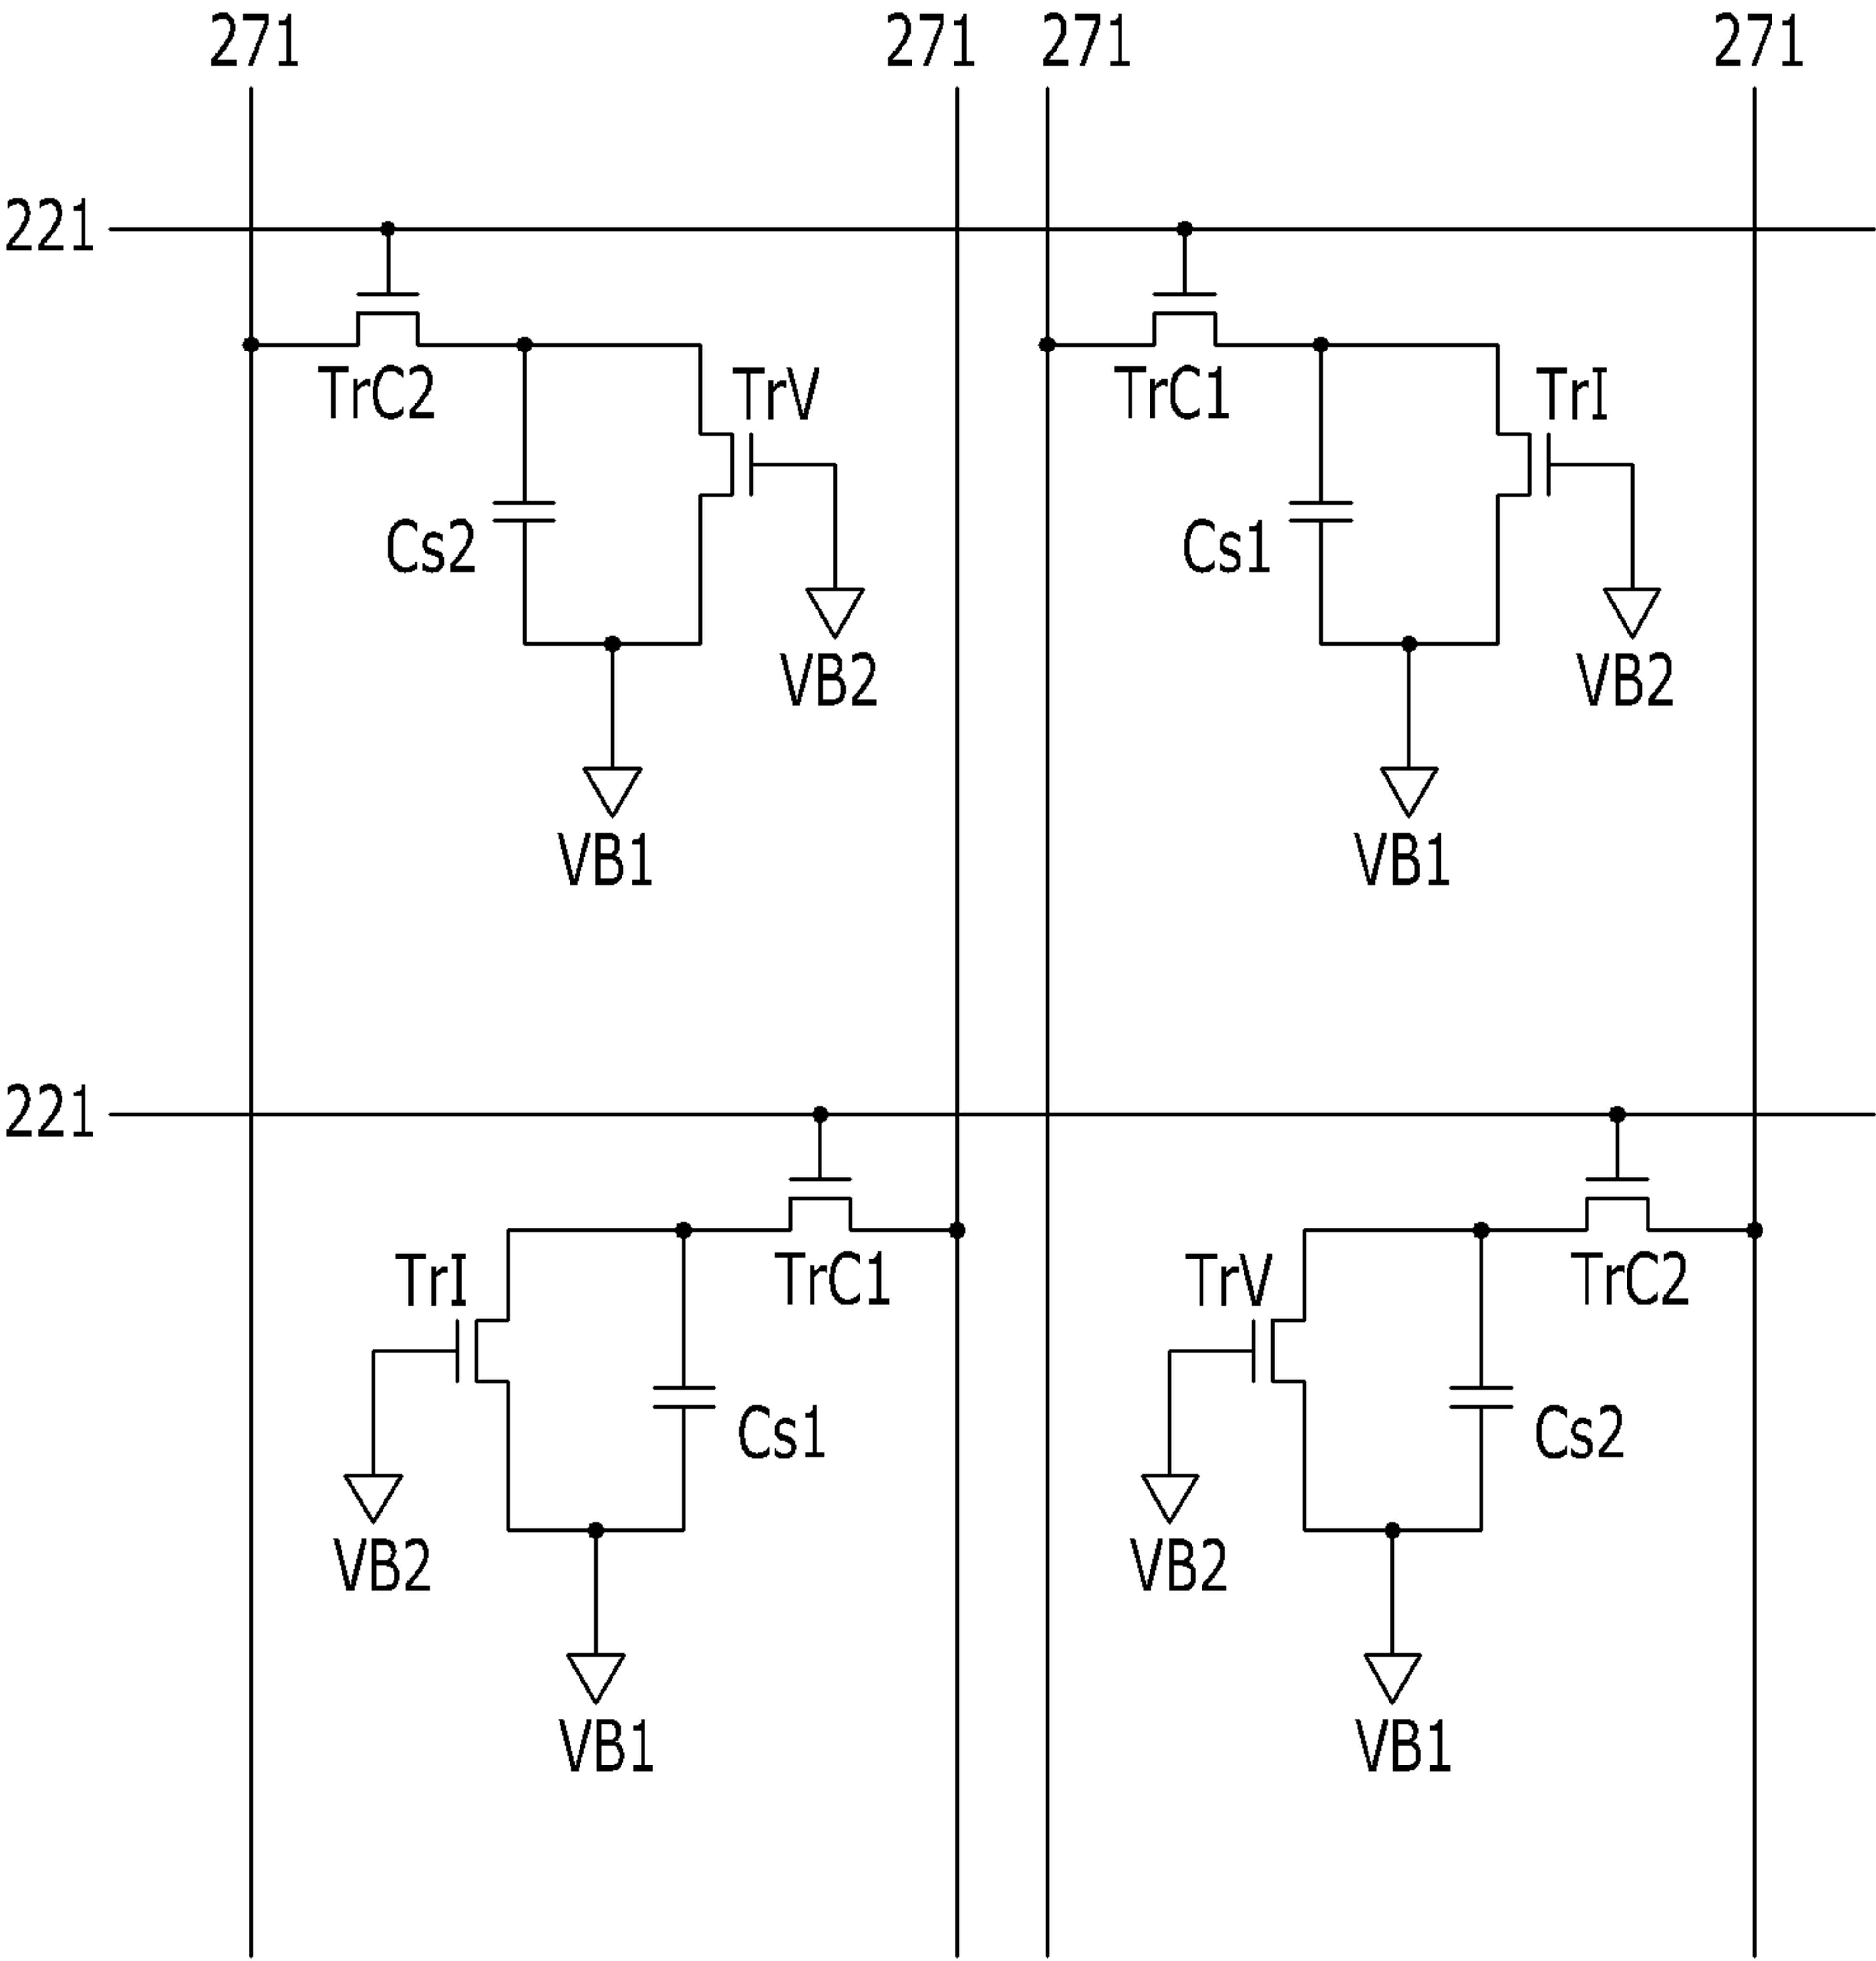 271 271 271 271
221
TrC2 TrV TrC1 TrI
Cs2 Cs1
VB2 VB2
VB1 VB1
221
TrI TrC1 TrV TrC2
Cs1 Cs2
VB2 VB2
VB1 VB1